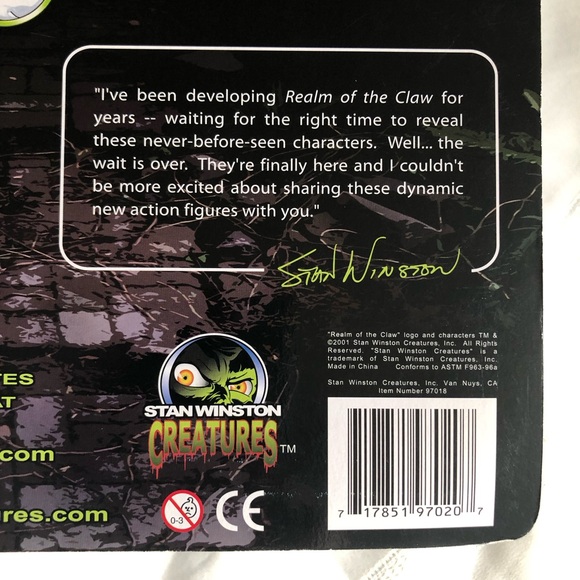 "I've been developing Realm of the Claw for
years -- waiting for the right time to reveal
these never-before-seen characters. Well... the
wait is over. They're finally here and I couldn't
be more excited about sharing these dynamic
new action figures with you."
Stan Winston
"Realm of the Claw" logo and characters TM &
©2001 Stan Winston Creatures, Inc. All Rights
Reserved. "Stan Winston Creatures" is a
trademark of Stan Winston Creatures, Inc.
Made in China Conforms to ASTM F963-96a
Stan Winston Creatures, Inc. Van Nuys, CA
Item Number 97018
TES
AT
.com
res.com
STAN WINSTON
CREATURES™
0-3
CE
7 17851 97020 7